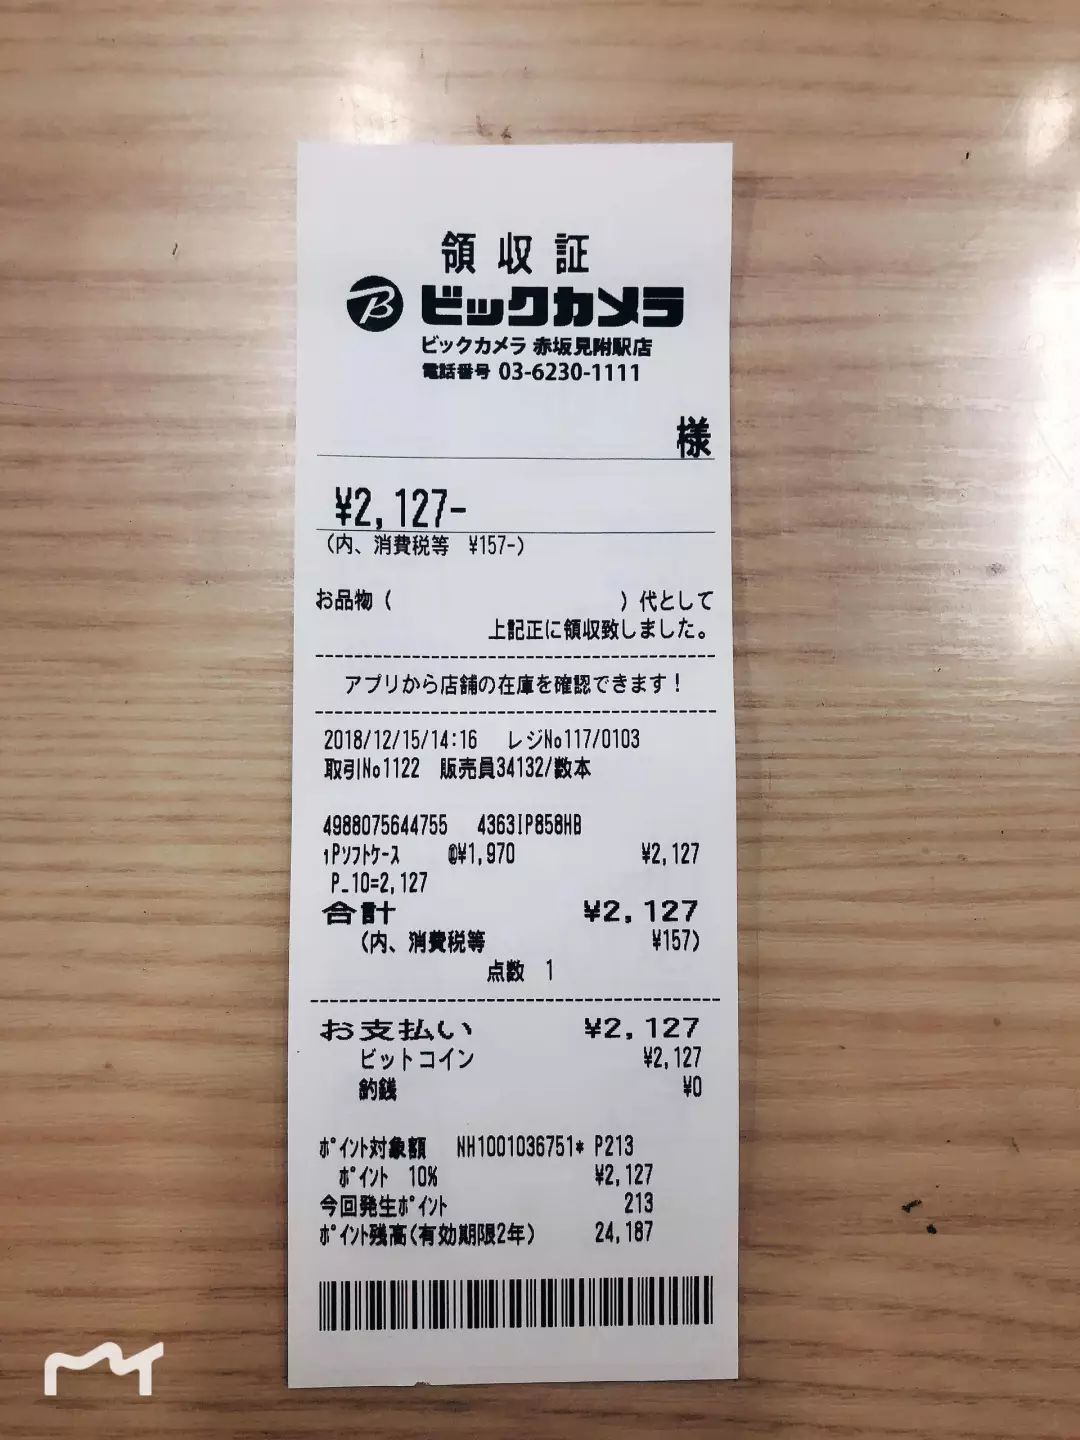 領収証
B ビックカメラ
ビックカメラ 赤坂見附駅店
電話番号 03-6230-1111
様
¥2,127-
(内、消費税等 ¥157-)
お品物( )代として
上記正に領収致しました。
アプリから店舗の在庫を確認できます!
2018/12/15/14:16 レジNo117/0103
取引No1122 販売員34132/數本
4988075644755 4363IP858HB
1Pソフトケース @¥1,970 ¥2,127
P_10=2,127
合計 ¥2,127
(内、消費税等 ¥157)
点数 1
お支払い ¥2,127
ビットコイン ¥2,127
釣銭 ¥0
ポイント対象額 NH1001036751* P213
ポイント 10% ¥2,127
今回発生ポイント 213
ポイント残高(有効期限2年) 24,187